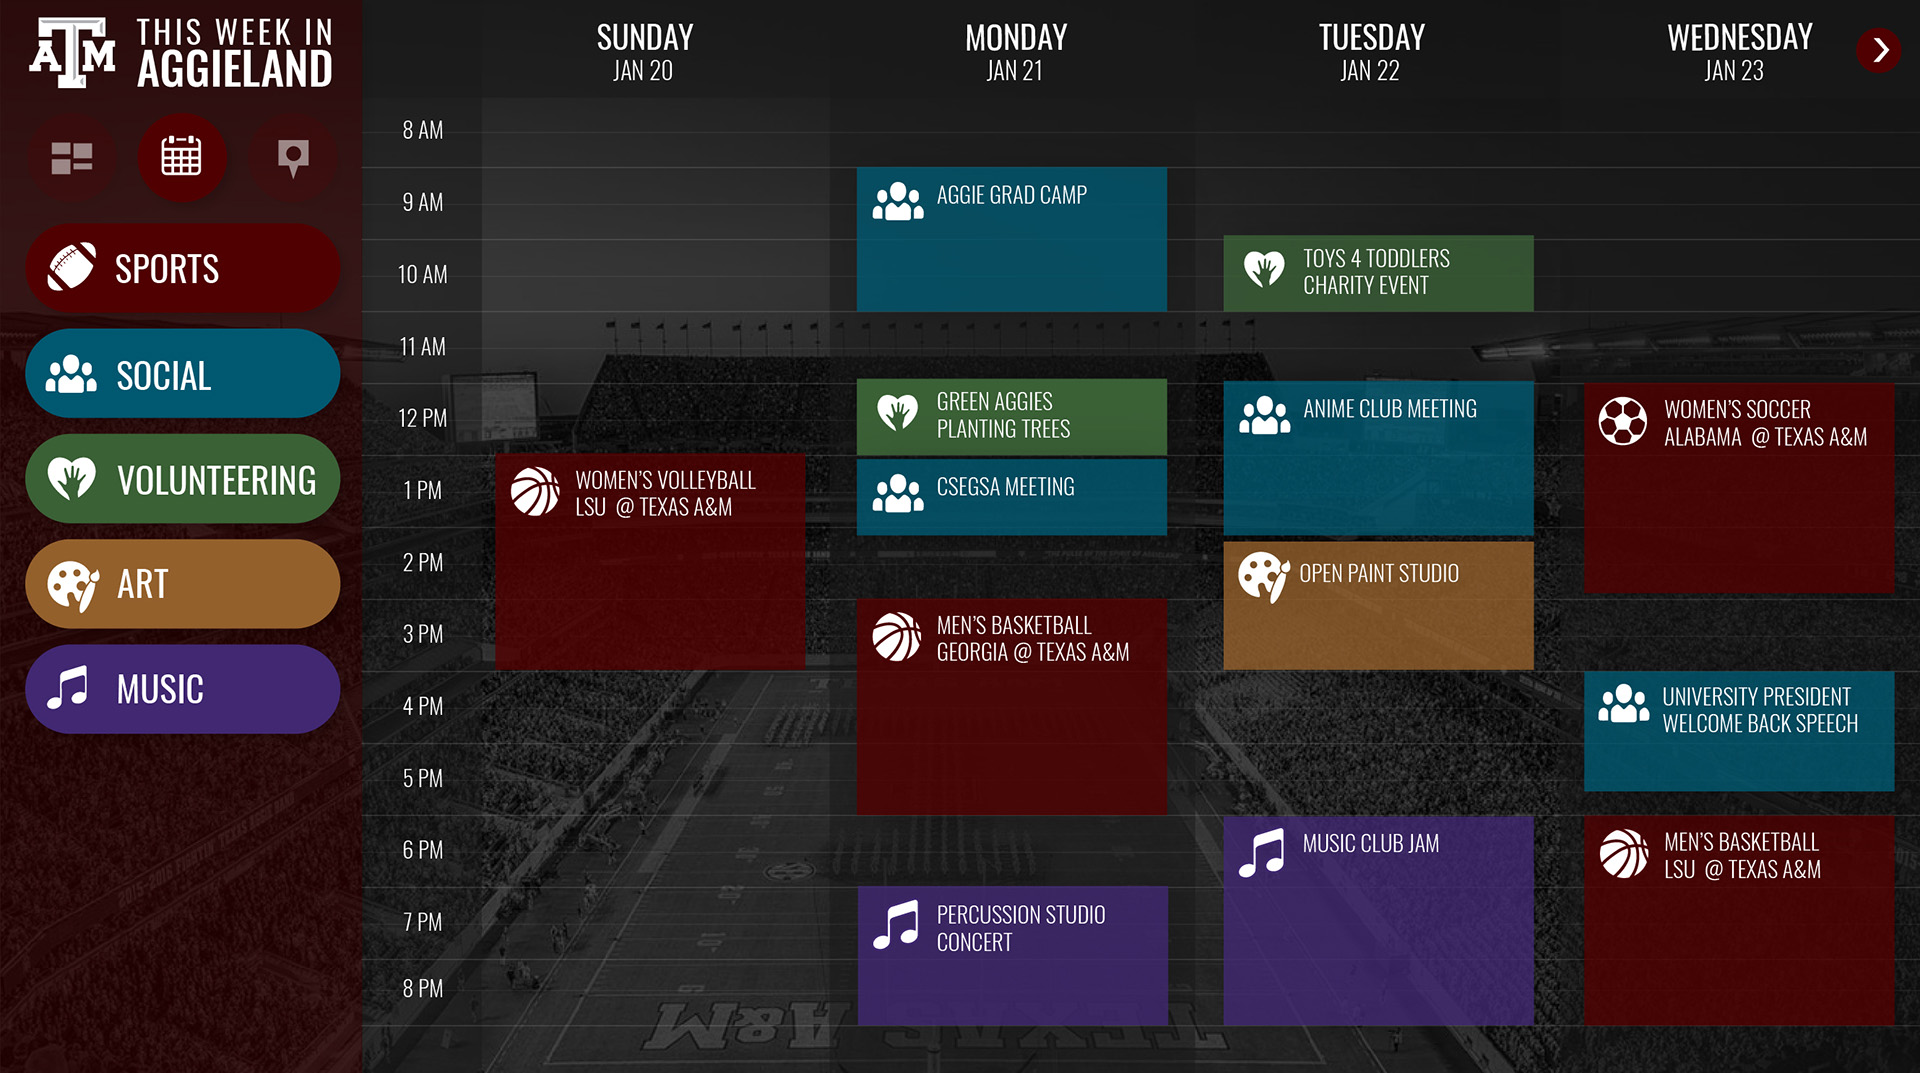 ATM
THIS WEEK IN
AGGIELAND
SPORTS
SOCIAL
VOLUNTEERING
ART
MUSIC
SUNDAY
JAN 20
MONDAY
JAN 21
TUESDAY
JAN 22
WEDNESDAY
JAN 23
8 AM
9 AM
10 AM
11 AM
12 PM
1 PM
2 PM
3 PM
4 PM
5 PM
6 PM
7 PM
8 PM
WOMEN'S VOLLEYBALL
LSU @ TEXAS A&M
AGGIE GRAD CAMP
GREEN AGGIES
PLANTING TREES
CSEGSA MEETING
MEN'S BASKETBALL
GEORGIA @ TEXAS A&M
PERCUSSION STUDIO
CONCERT
TOYS 4 TODDLERS
CHARITY EVENT
ANIME CLUB MEETING
OPEN PAINT STUDIO
MUSIC CLUB JAM
WOMEN'S SOCCER
ALABAMA @ TEXAS A&M
UNIVERSITY PRESIDENT
WELCOME BACK SPEECH
MEN'S BASKETBALL
LSU @ TEXAS A&M
TEXAS A&M